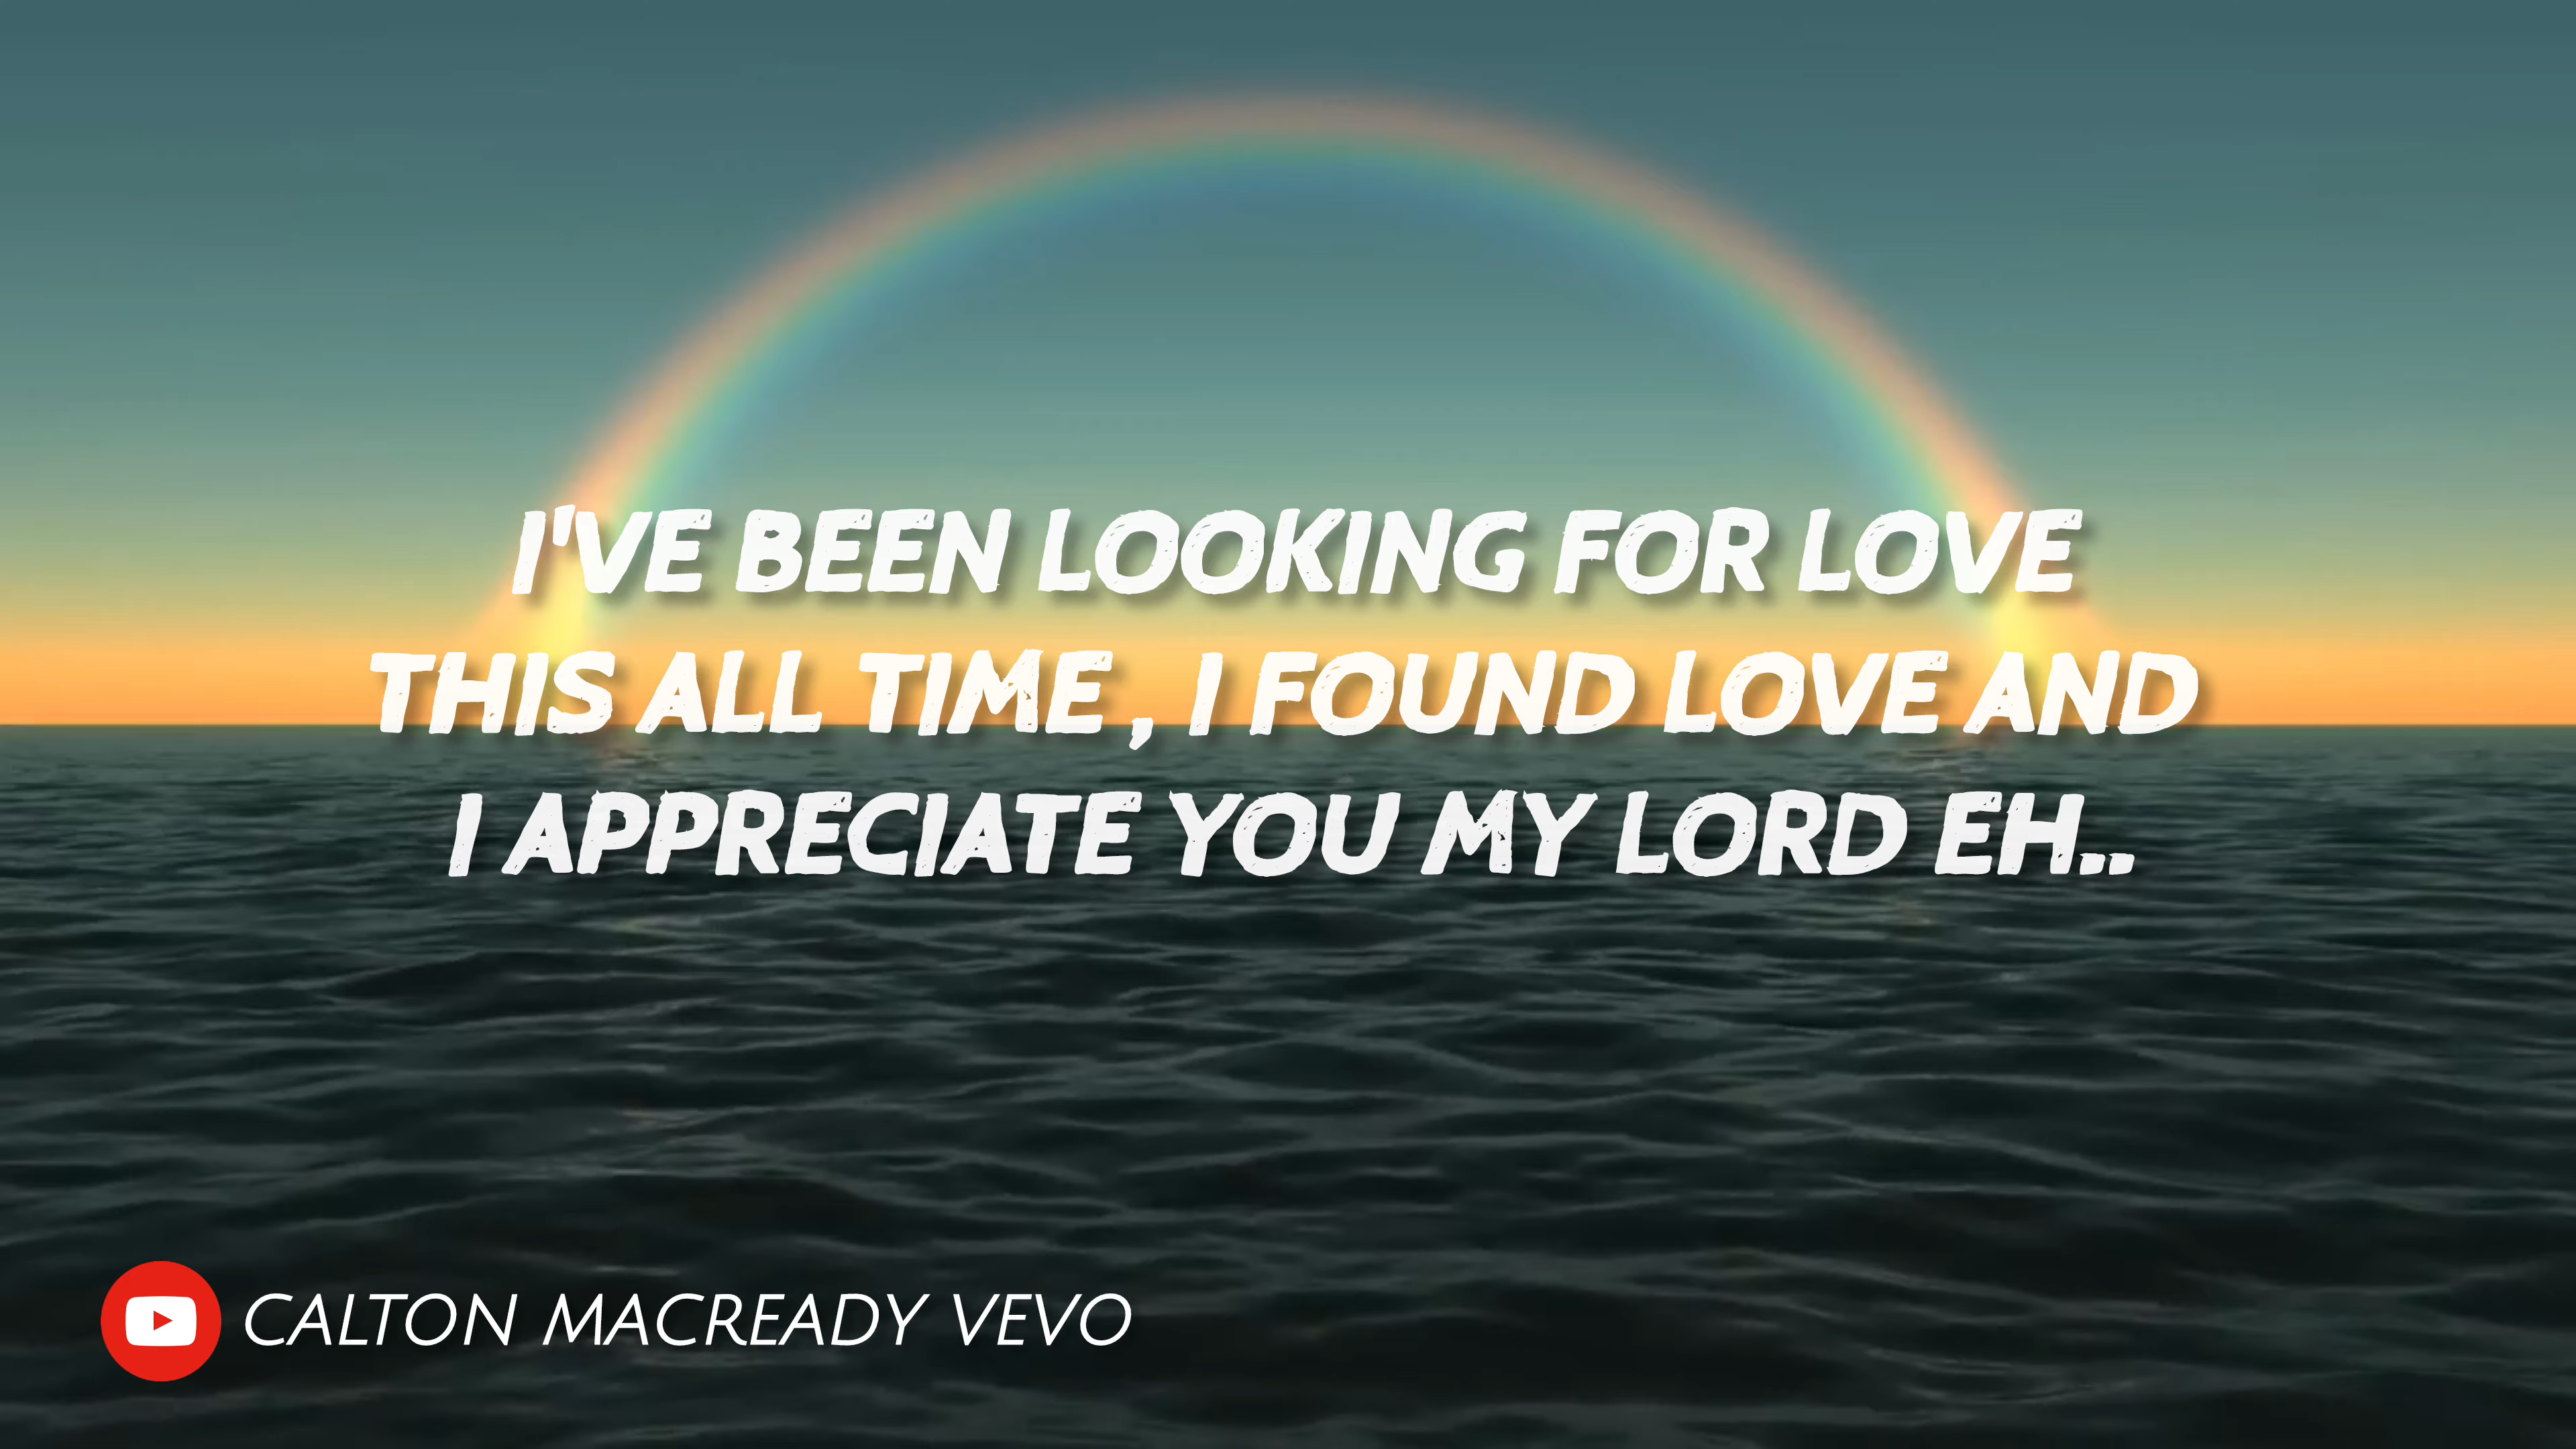 I'VE BEEN LOOKING FOR LOVE
THIS ALL TIME , I FOUND LOVE AND
I APPRECIATE YOU MY LORD EH..
CALTON MACREADY VEVO